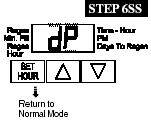 STEP 6SS
Regen Time - Hour
Min. PM dP PM
Regen Days To Regen
Hour
SET
HOUR
Return to
Normal Mode